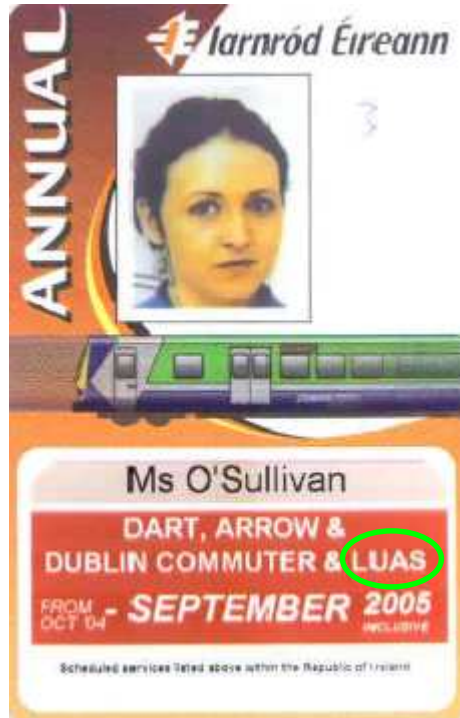 Iarnród Éireann
ANNUAL
3
Ms O'Sullivan
DART, ARROW &
DUBLIN COMMUTER & LUAS
FROM OCT '04 - SEPTEMBER 2005 INCLUSIVE
Scheduled services listed above within the Republic of Ireland